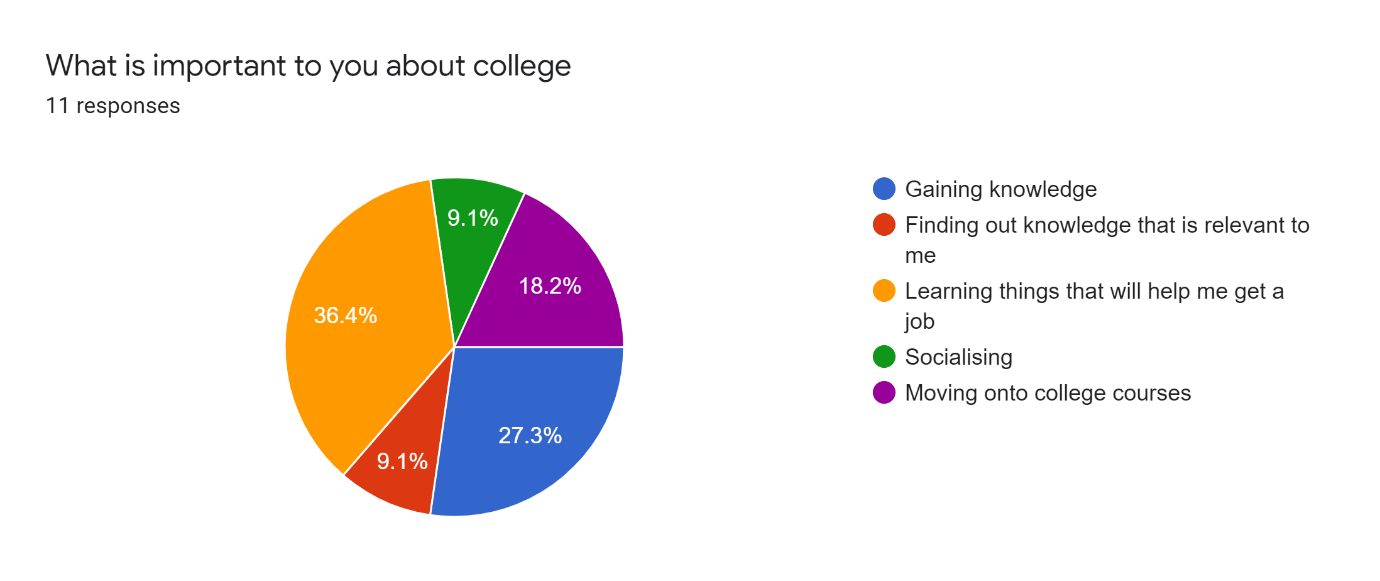 What is important to you about college
11 responses
9.1%
18.2%
36.4%
27.3%
9.1%
Gaining knowledge
Finding out knowledge that is relevant to
me
Learning things that will help me get a
job
Socialising
Moving onto college courses